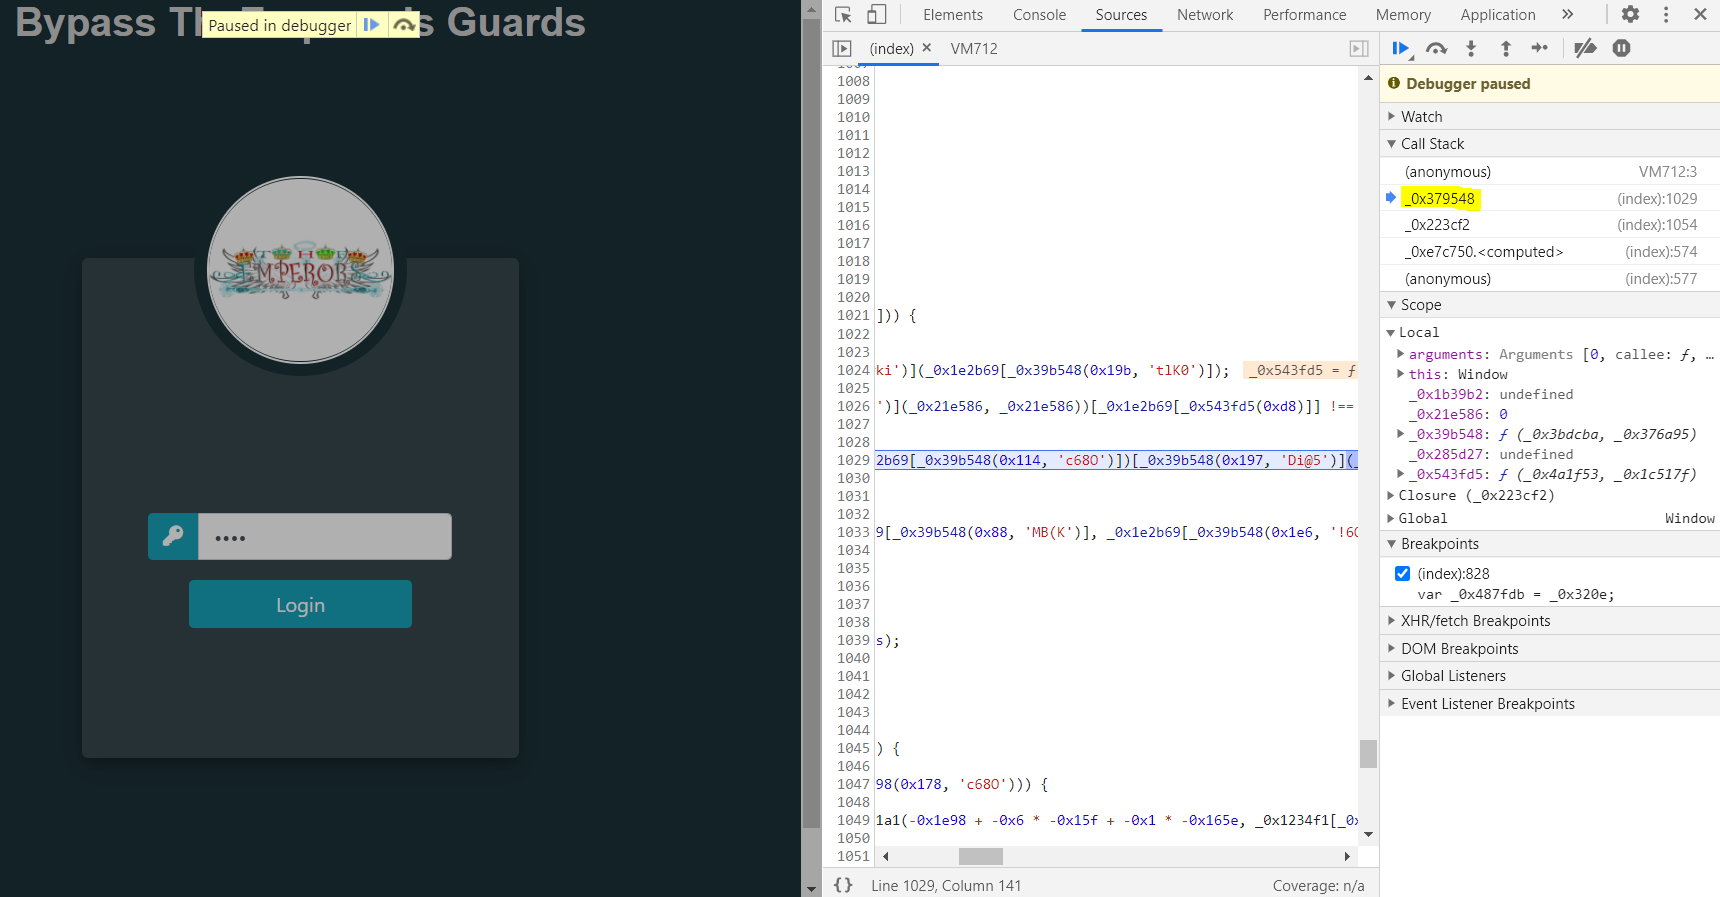 Bypass Th
s Guards
Paused in debugger
THE
EMPERORS
••••
Login
Elements Console Sources Network Performance Memory Application »
(index) × VM712
1007
1008
1009
1010
1011
1012
1013
1014
1015
1016
1017
1018
1019
1020
1021 ])) {
1022
1023
1024 ki')](_0x1e2b69[_0x39b548(0x19b, 'tlK0')]); _0x543fd5 = ƒ
1025
1026 ')](_0x21e586, _0x21e586))[_0x1e2b69[_0x543fd5(0xd8)]] !==
1027
1028
1029 2b69[_0x39b548(0x114, 'c68O')])[_0x39b548(0x197, 'Di@5')](_
1030
1031
1032
1033 9[_0x39b548(0x88, 'MB(K')], _0x1e2b69[_0x39b548(0x1e6, '!6
1034
1035
1036
1037
1038
1039 s);
1040
1041
1042
1043
1044
1045 ) {
1046
1047 98(0x178, 'c68O'))) {
1048
1049 1a1(-0x1e98 + -0x6 * -0x15f + -0x1 * -0x165e, _0x1234f1[_0x
1050
1051
{} Line 1029, Column 141 Coverage: n/a
Debugger paused
Watch
Call Stack
(anonymous) VM712:3
_0x379548 (index):1029
_0x223cf2 (index):1054
_0xe7c750.<computed> (index):574
(anonymous) (index):577
Scope
Local
arguments: Arguments [0, callee: ƒ, …
this: Window
_0x1b39b2: undefined
_0x21e586: 0
_0x39b548: ƒ (_0x3bdcba, _0x376a95)
_0x285d27: undefined
_0x543fd5: ƒ (_0x4a1f53, _0x1c517f)
Closure (_0x223cf2)
Global Window
Breakpoints
(index):828
var _0x487fdb = _0x320e;
XHR/fetch Breakpoints
DOM Breakpoints
Global Listeners
Event Listener Breakpoints